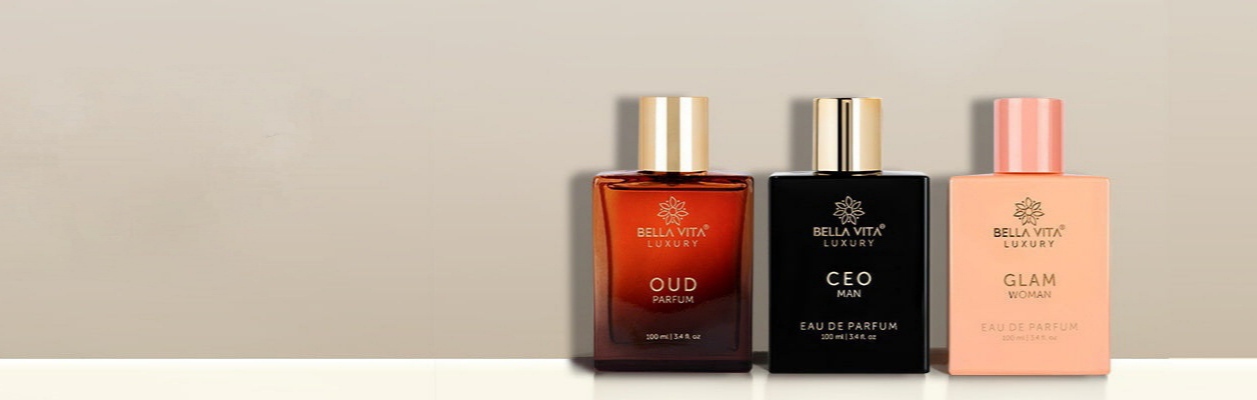 BELLA VITA®
LUXURY
OUD
PARFUM
100 ml | 3.4 fl. oz
BELLA VITA®
LUXURY
CEO
MAN
EAU DE PARFUM
100 ml | 3.4 fl. oz
BELLA VITA®
LUXURY
GLAM
WOMAN
EAU DE PARFUM
100 ml | 3.4 fl. oz